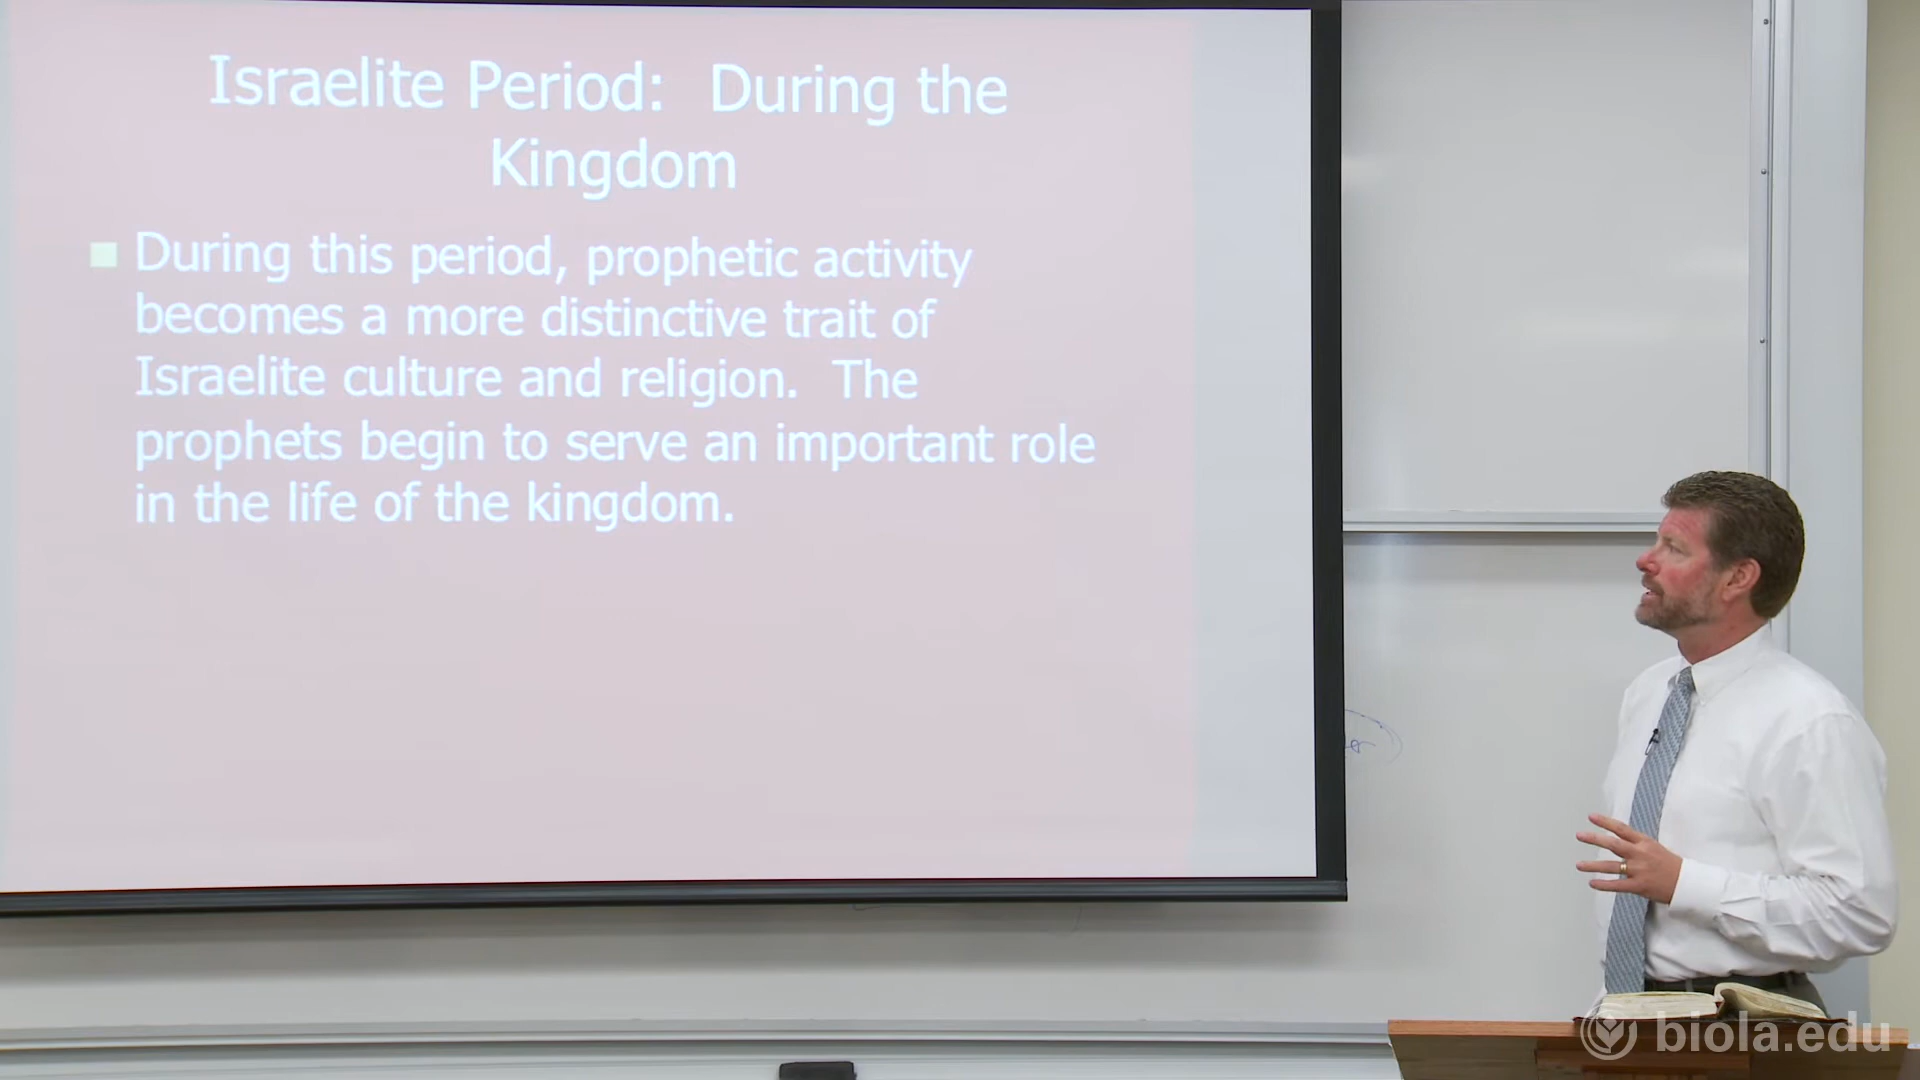 Israelite Period:  During the
Kingdom
During this period, prophetic activity
becomes a more distinctive trait of
Israelite culture and religion.  The
prophets begin to serve an important role
in the life of the kingdom.
biola.edu